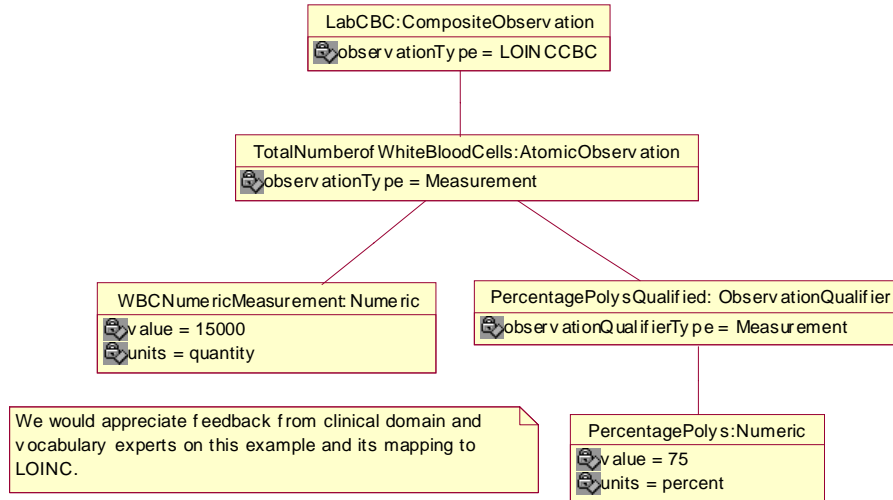 LabCBC:CompositeObservation
observationType = LOINCCBC
TotalNumberofWhiteBloodCells:AtomicObservation
observationType = Measurement
WBCNumericMeasurement: Numeric
value = 15000
units = quantity
PercentagePolysQualified: ObservationQualifier
observationQualifierType = Measurement
We would appreciate feedback from clinical domain and
vocabulary experts on this example and its mapping to
LOINC.
PercentagePolys:Numeric
value = 75
units = percent